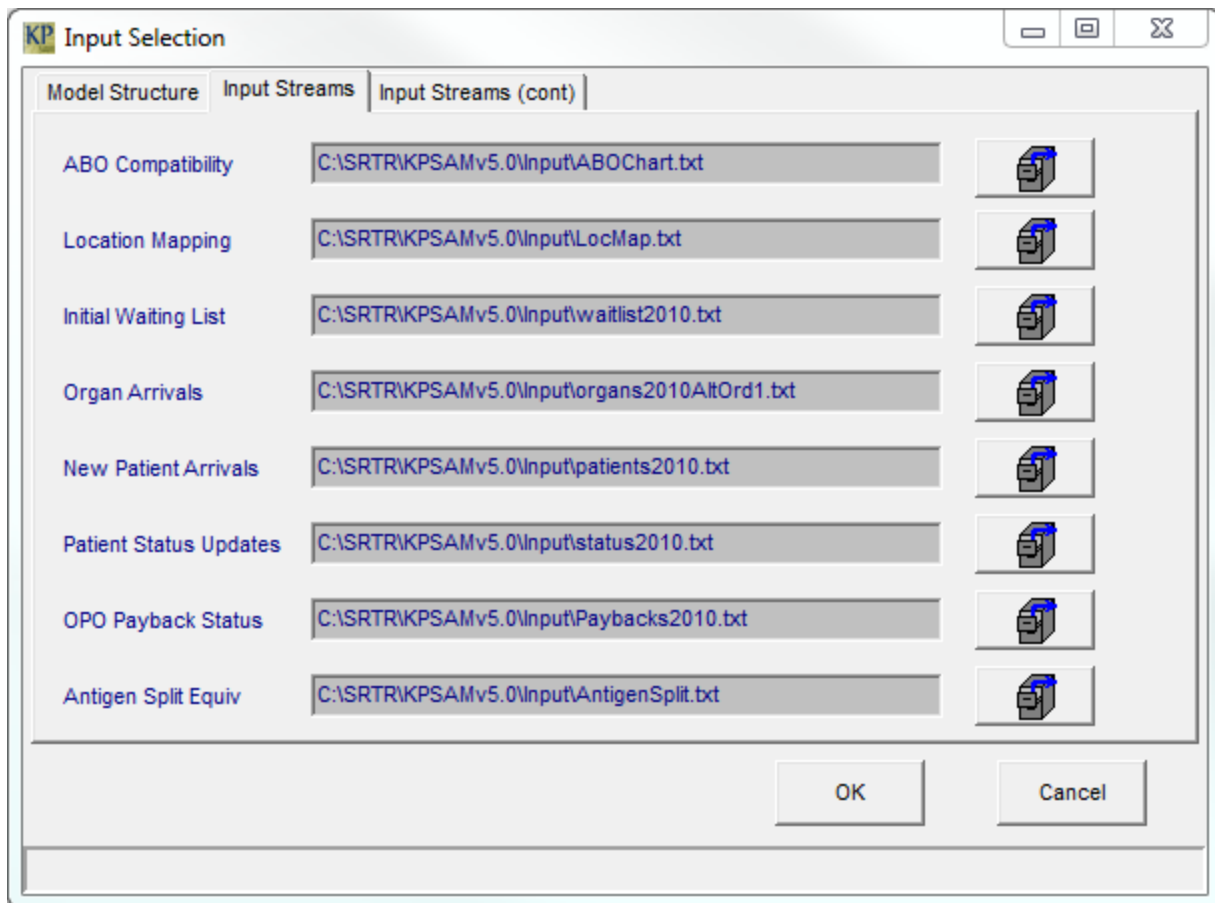 KP Input Selection
Model Structure Input Streams Input Streams (cont)
ABO Compatibility C:\SRTR\KPSAMv5.0\Input\ABOChart.txt
Location Mapping C:\SRTR\KPSAMv5.0\Input\LocMap.txt
Initial Waiting List C:\SRTR\KPSAMv5.0\Input\waitlist2010.txt
Organ Arrivals C:\SRTR\KPSAMv5.0\Input\organs2010AltOrd1.txt
New Patient Arrivals C:\SRTR\KPSAMv5.0\Input\patients2010.txt
Patient Status Updates C:\SRTR\KPSAMv5.0\Input\status2010.txt
OPO Payback Status C:\SRTR\KPSAMv5.0\Input\Paybacks2010.txt
Antigen Split Equiv C:\SRTR\KPSAMv5.0\Input\AntigenSplit.txt
OK Cancel